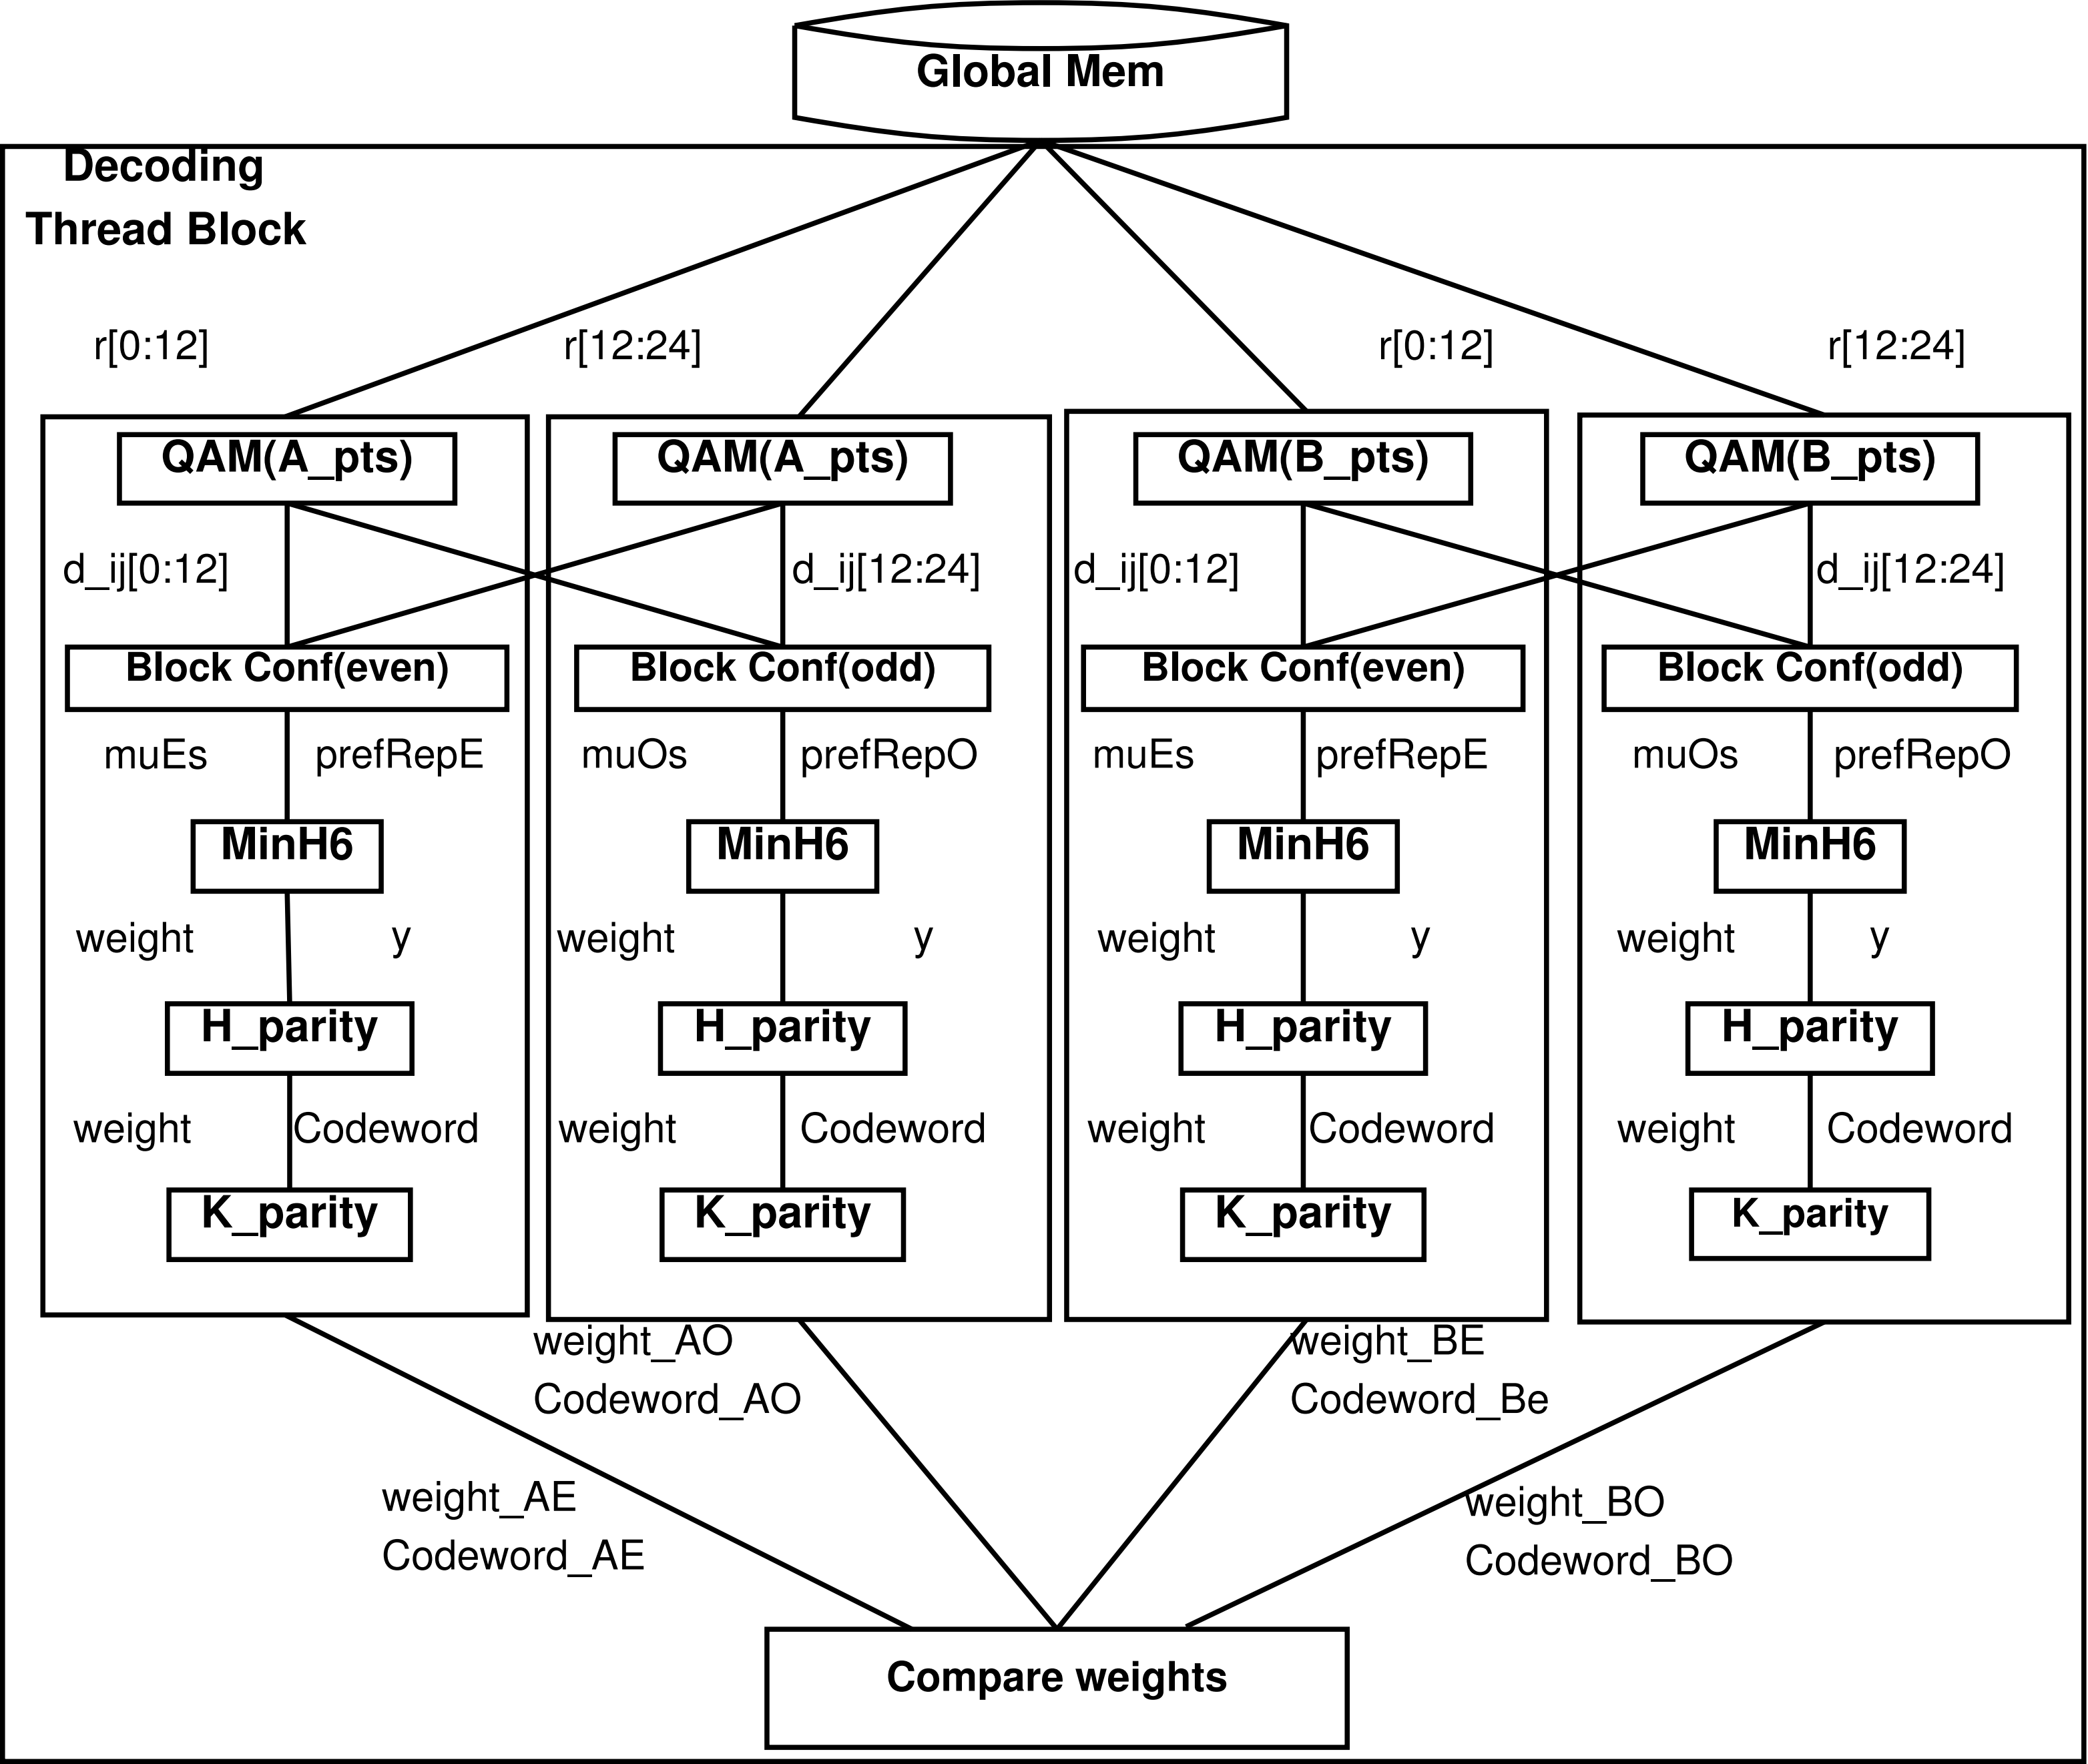 Global Mem
Decoding
Thread Block
r[0:12]
r[12:24]
r[0:12]
r[12:24]
QAM(A_pts)
QAM(A_pts)
QAM(B_pts)
QAM(B_pts)
d_ij[0:12]
d_ij[12:24]
d_ij[0:12]
d_ij[12:24]
Block Conf(even)
Block Conf(odd)
Block Conf(even)
Block Conf(odd)
muEs
prefRepE
muOs
prefRepO
muEs
prefRepE
muOs
prefRepO
MinH6
MinH6
MinH6
MinH6
weight
y
weight
y
weight
y
weight
y
H_parity
H_parity
H_parity
H_parity
weight
Codeword
weight
Codeword
weight
Codeword
weight
Codeword
K_parity
K_parity
K_parity
K_parity
weight_AO
Codeword_AO
weight_BE
Codeword_Be
weight_AE
Codeword_AE
weight_BO
Codeword_BO
Compare weights